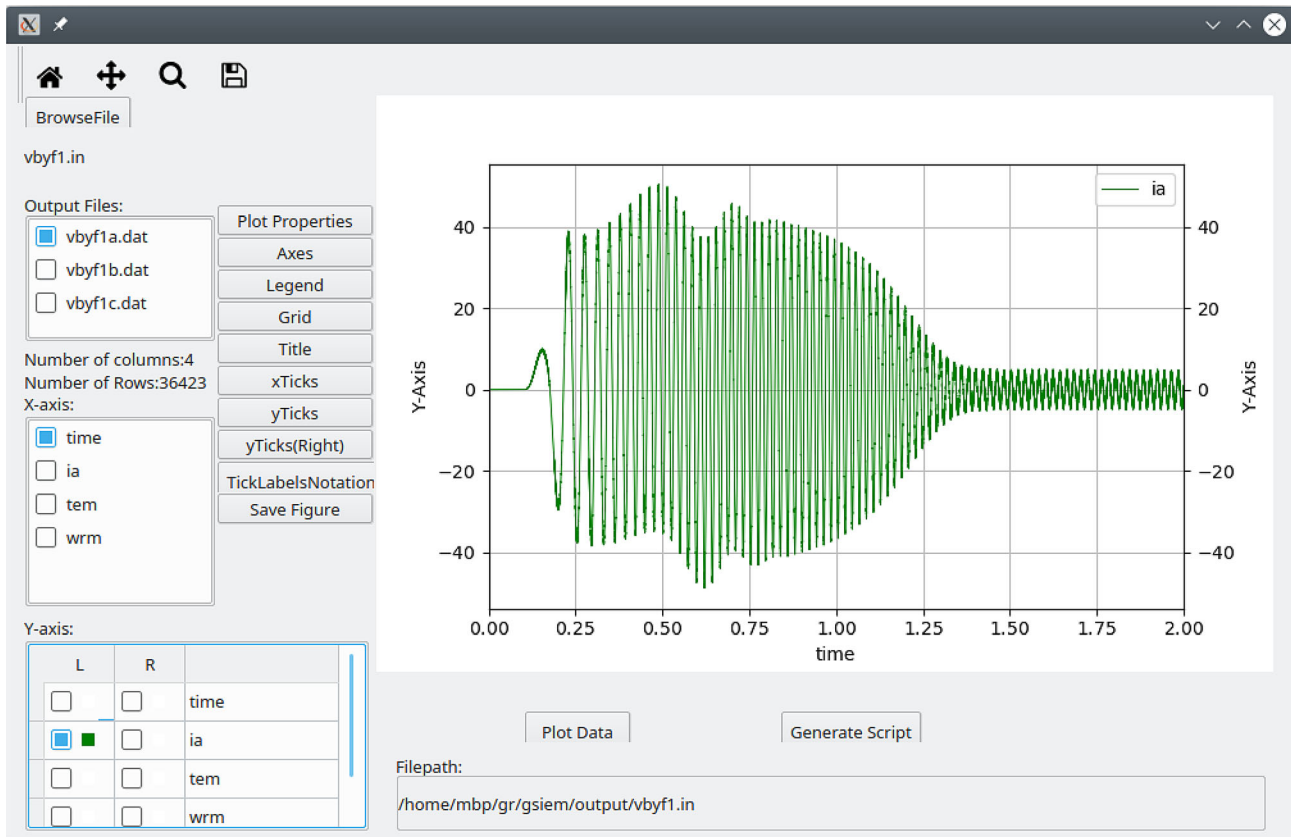 BrowseFile
vbyf1.in
Output Files:
vbyf1a.dat
vbyf1b.dat
vbyf1c.dat
Number of columns:4
Number of Rows:36423
X-axis:
time
ia
tem
wrm
Plot Properties
Axes
Legend
Grid
Title
xTicks
yTicks
yTicks(Right)
TickLabelsNotation
Save Figure
Y-axis:
L R
time
ia
tem
wrm
ia
40 40
20 20
0 0
−20 −20
−40 −40
Y-Axis
Y-Axis
0.00 0.25 0.50 0.75 1.00 1.25 1.50 1.75 2.00
time
Plot Data Generate Script
Filepath:
/home/mbp/gr/gsiem/output/vbyf1.in